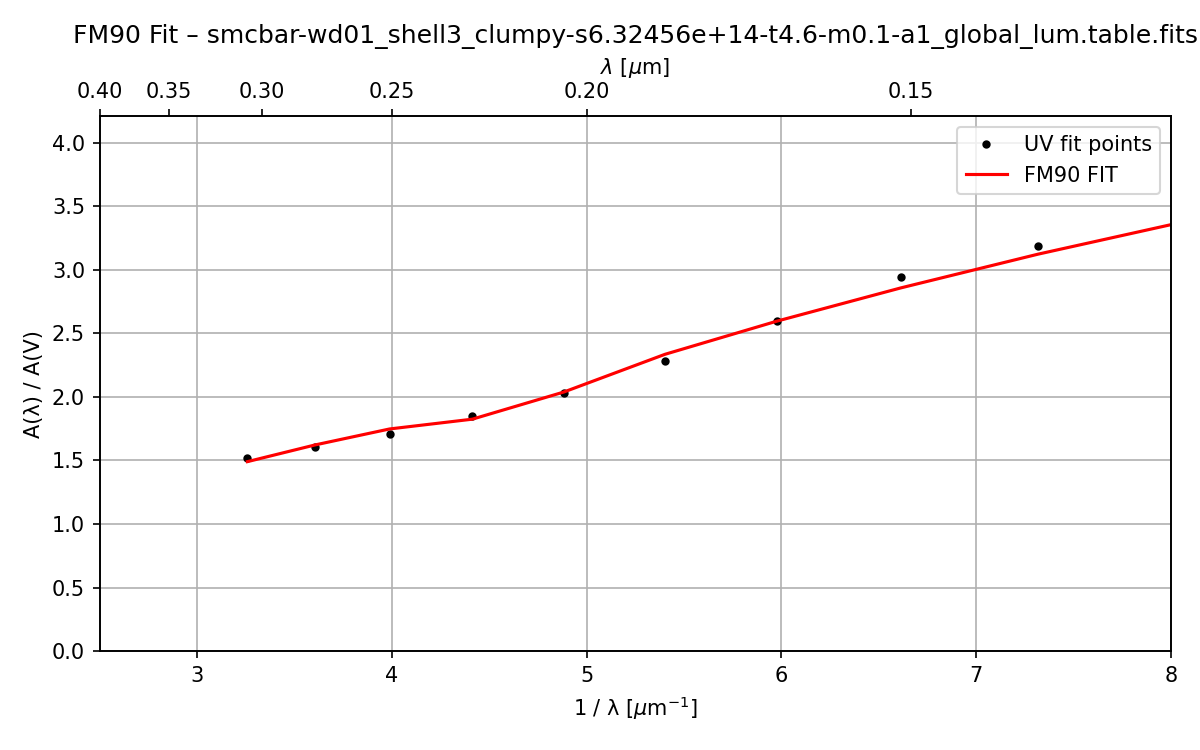 FM90 Fit – smcbar-wd01_shell3_clumpy-s6.32456e+14-t4.6-m0.1-a1_global_lum.table.fits
λ [μm]
0.40 0.35 0.30 0.25 0.20 0.15
UV fit points
FM90 FIT
A(λ) / A(V)
4.0
3.5
3.0
2.5
2.0
1.5
1.0
0.5
0.0
3 4 5 6 7 8
1 / λ [μm⁻¹]